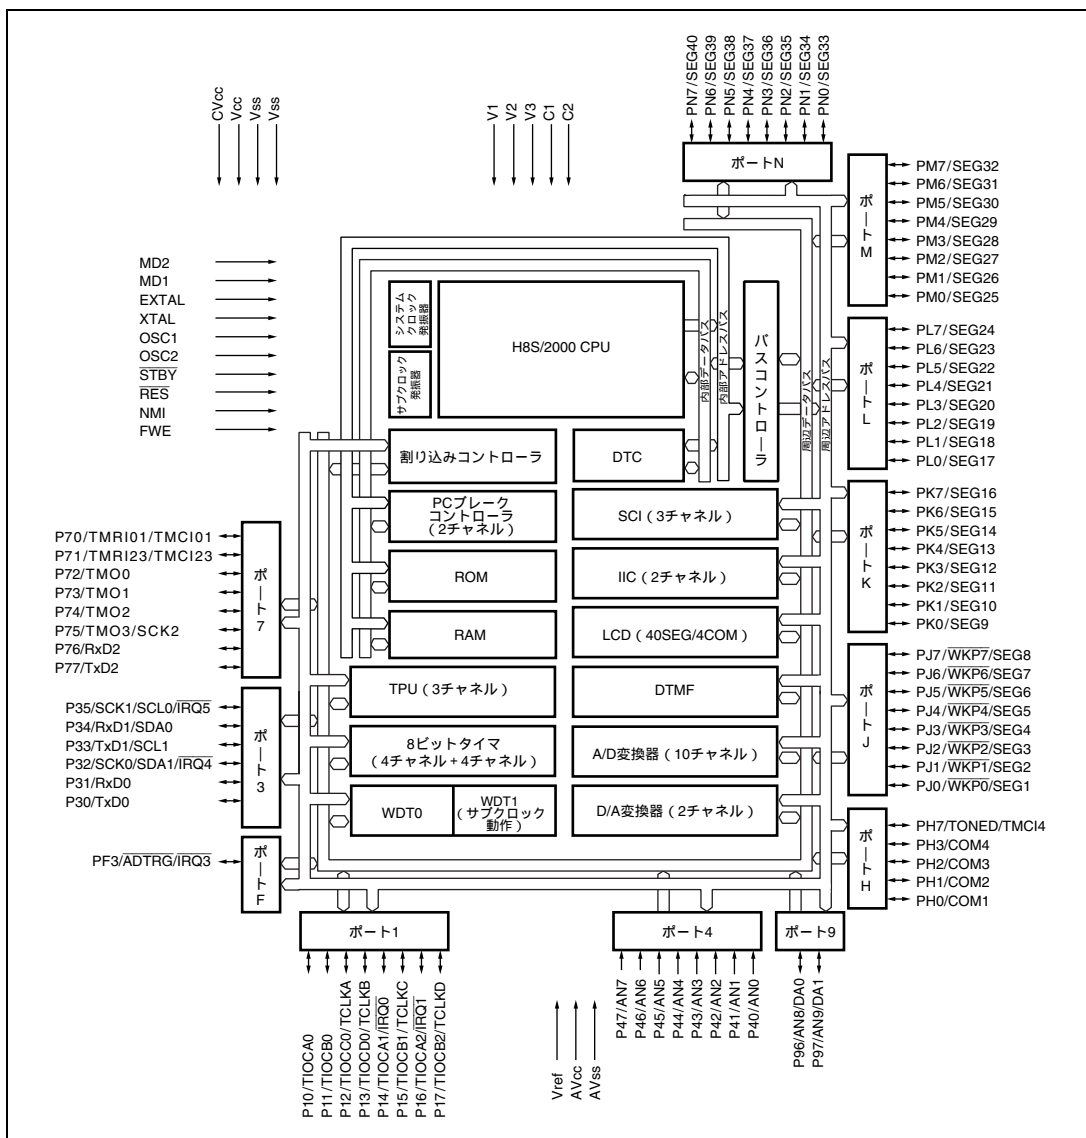 CVcc
Vcc
Vss
Vss
V1
V2
V3
C1
C2
PN7/SEG40
PN6/SEG39
PN5/SEG38
PN4/SEG37
PN3/SEG36
PN2/SEG35
PN1/SEG34
PN0/SEG33
ポートN
ポートM
PM7/SEG32
PM6/SEG31
PM5/SEG30
PM4/SEG29
PM3/SEG28
PM2/SEG27
PM1/SEG26
PM0/SEG25
MD2
MD1
EXTAL
XTAL
OSC1
OSC2
S̅T̅B̅Y̅
R̅E̅S̅
NMI
FWE
システム
クロック
発振器
サブクロック
発振器
H8S/2000 CPU
内部データバス
内部アドレスバス
バスコントローラ
周辺データバス
周辺アドレスバス
ポートL
PL7/SEG24
PL6/SEG23
PL5/SEG22
PL4/SEG21
PL3/SEG20
PL2/SEG19
PL1/SEG18
PL0/SEG17
割り込みコントローラ
DTC
PCブレーク
コントローラ
(2チャネル)
SCI(3チャネル)
ROM
IIC(2チャネル)
RAM
LCD(40SEG/4COM)
TPU(3チャネル)
DTMF
8ビットタイマ
(4チャネル+4チャネル)
A/D変換器(10チャネル)
WDT0
WDT1
(サブクロック
動作)
D/A変換器(2チャネル)
ポートK
PK7/SEG16
PK6/SEG15
PK5/SEG14
PK4/SEG13
PK3/SEG12
PK2/SEG11
PK1/SEG10
PK0/SEG9
P70/TMRI01/TMCI01
P71/TMRI23/TMCI23
P72/TMO0
P73/TMO1
P74/TMO2
P75/TMO3/SCK2
P76/RxD2
P77/TxD2
ポート7
ポートJ
PJ7/W̅K̅P̅7̅/SEG8
PJ6/W̅K̅P̅6̅/SEG7
PJ5/W̅K̅P̅5̅/SEG6
PJ4/W̅K̅P̅4̅/SEG5
PJ3/W̅K̅P̅3̅/SEG4
PJ2/W̅K̅P̅2̅/SEG3
PJ1/W̅K̅P̅1̅/SEG2
PJ0/W̅K̅P̅0̅/SEG1
P35/SCK1/SCL0/I̅R̅Q̅5̅
P34/RxD1/SDA0
P33/TxD1/SCL1
P32/SCK0/SDA1/I̅R̅Q̅4̅
P31/RxD0
P30/TxD0
ポート3
PF3/A̅D̅T̅R̅G̅/I̅R̅Q̅3̅
ポートF
ポートH
PH7/TONED/TMCI4
PH3/COM4
PH2/COM3
PH1/COM2
PH0/COM1
ポート1
ポート4
ポート9
P10/TIOCA0
P11/TIOCB0
P12/TIOCC0/TCLKA
P13/TIOCD0/TCLKB
P14/TIOCA1/I̅R̅Q̅0̅
P15/TIOCB1/TCLKC
P16/TIOCA2/I̅R̅Q̅1̅
P17/TIOCB2/TCLKD
Vref
AVcc
AVss
P47/AN7
P46/AN6
P45/AN5
P44/AN4
P43/AN3
P42/AN2
P41/AN1
P40/AN0
P96/AN8/DA0
P97/AN9/DA1